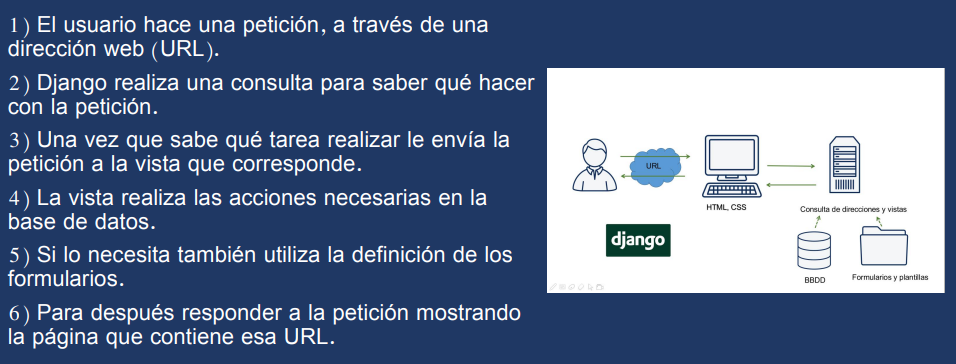 1) El usuario hace una petición, a través de una
dirección web (URL).
2) Django realiza una consulta para saber qué hacer
con la petición.
3) Una vez que sabe qué tarea realizar le envía la
petición a la vista que corresponde.
4) La vista realiza las acciones necesarias en la
base de datos.
5) Si lo necesita también utiliza la definición de los
formularios.
6) Para después responder a la petición mostrando
la página que contiene esa URL.
URL
HTML, CSS
Consulta de direcciones y vistas
django
BBDD
Formularios y plantillas